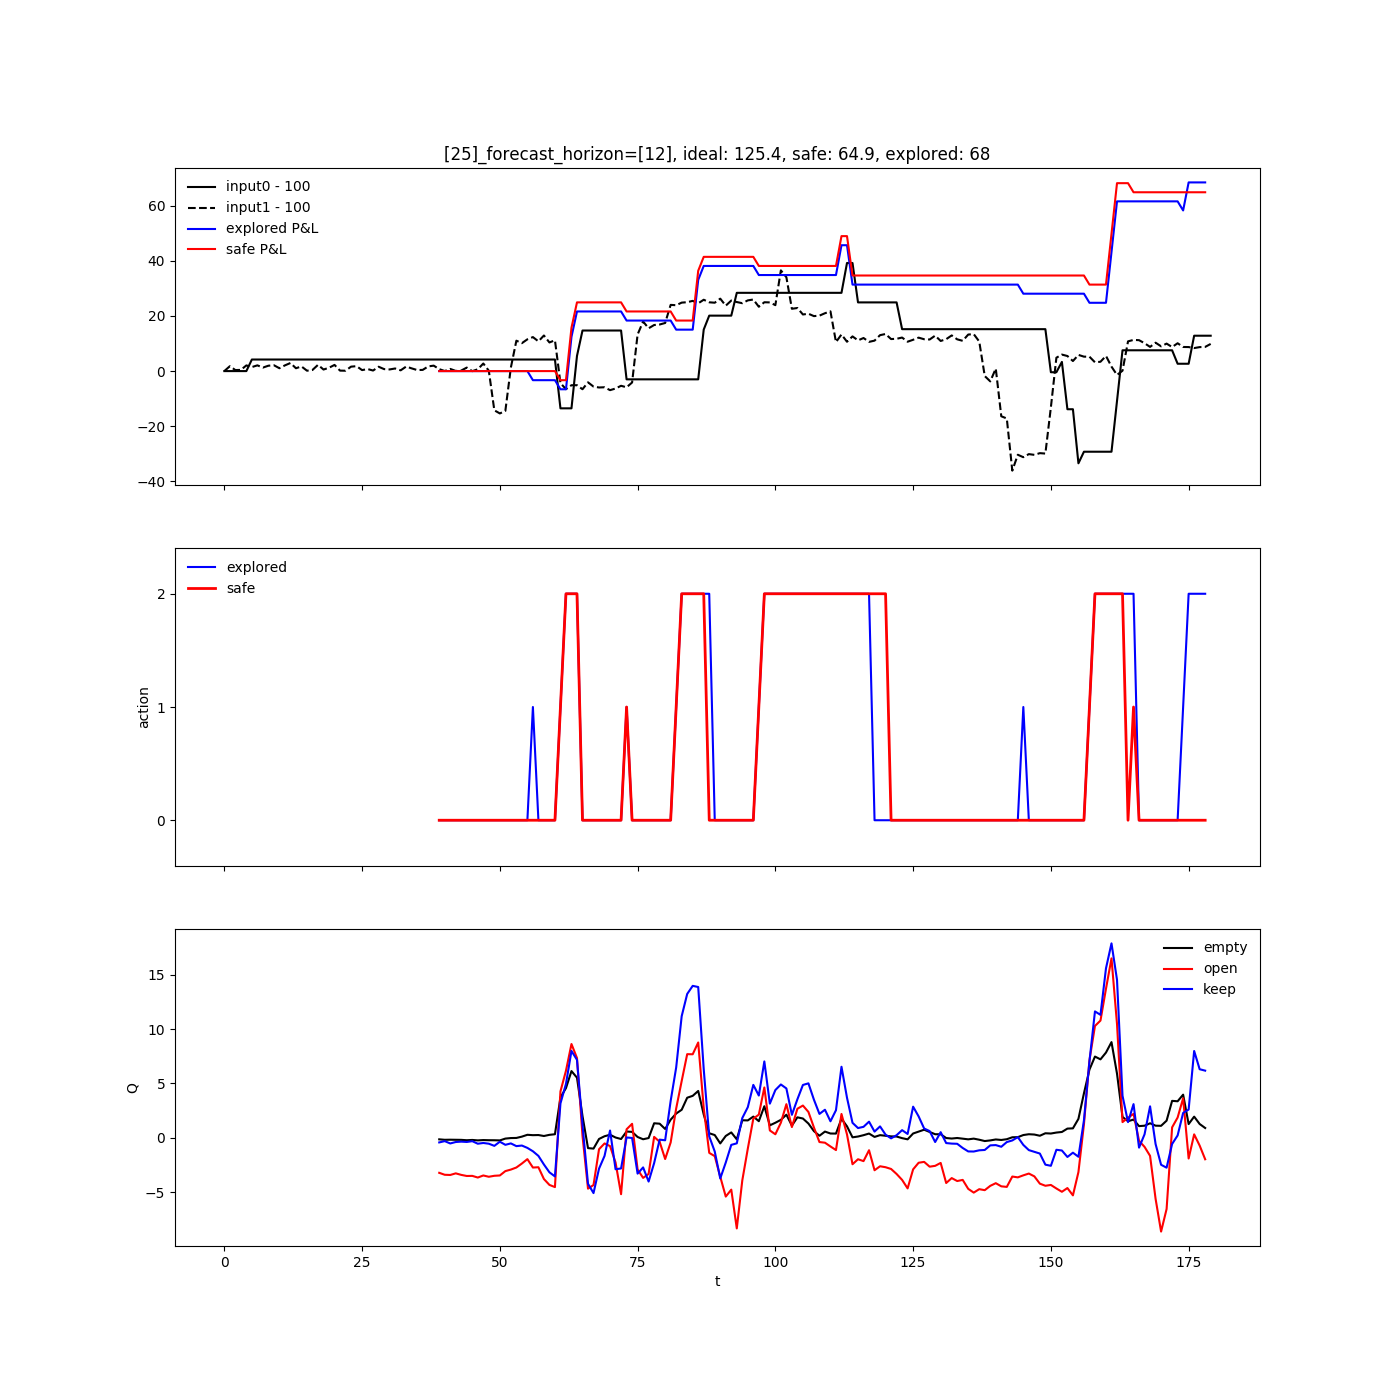 [25]_forecast_horizon=[12], ideal: 125.4, safe: 64.9, explored: 68
input0 - 100
input1 - 100
explored P&L
safe P&L
60
40
20
0
−20
−40
explored
safe
2
1
0
action
empty
open
keep
15
10
5
0
−5
Q
0 25 50 75 100 125 150 175
t